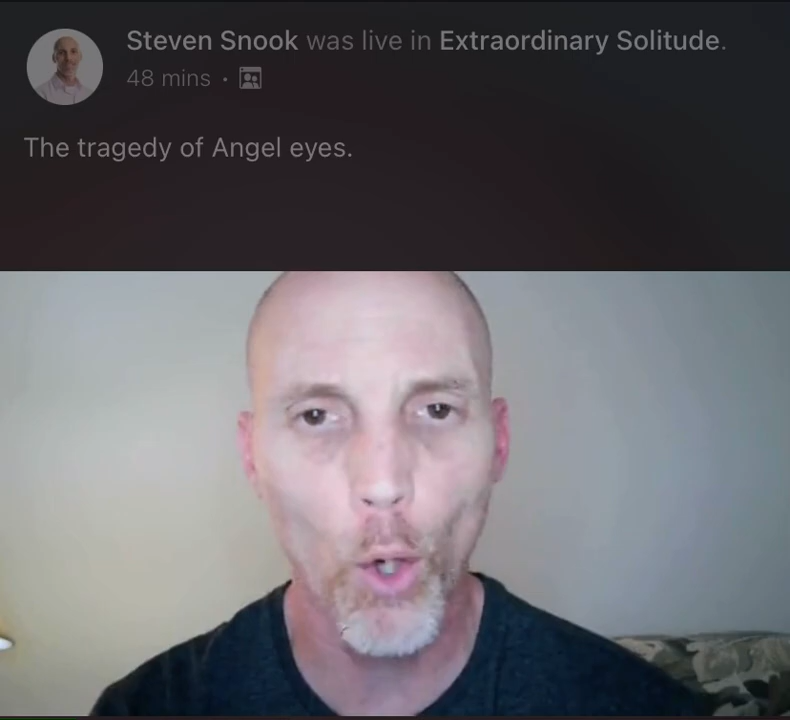 Steven Snook was live in Extraordinary Solitude.
48 mins ·
The tragedy of Angel eyes.